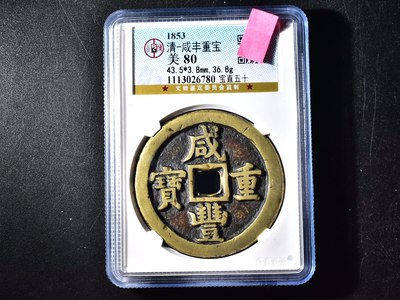 1853
清-咸丰重宝
美 80
43.5*3.8mm, 36.8g
1113026780 宝直五十
★ 文物鉴定委员会监制 ★
咸
寶 重
豐